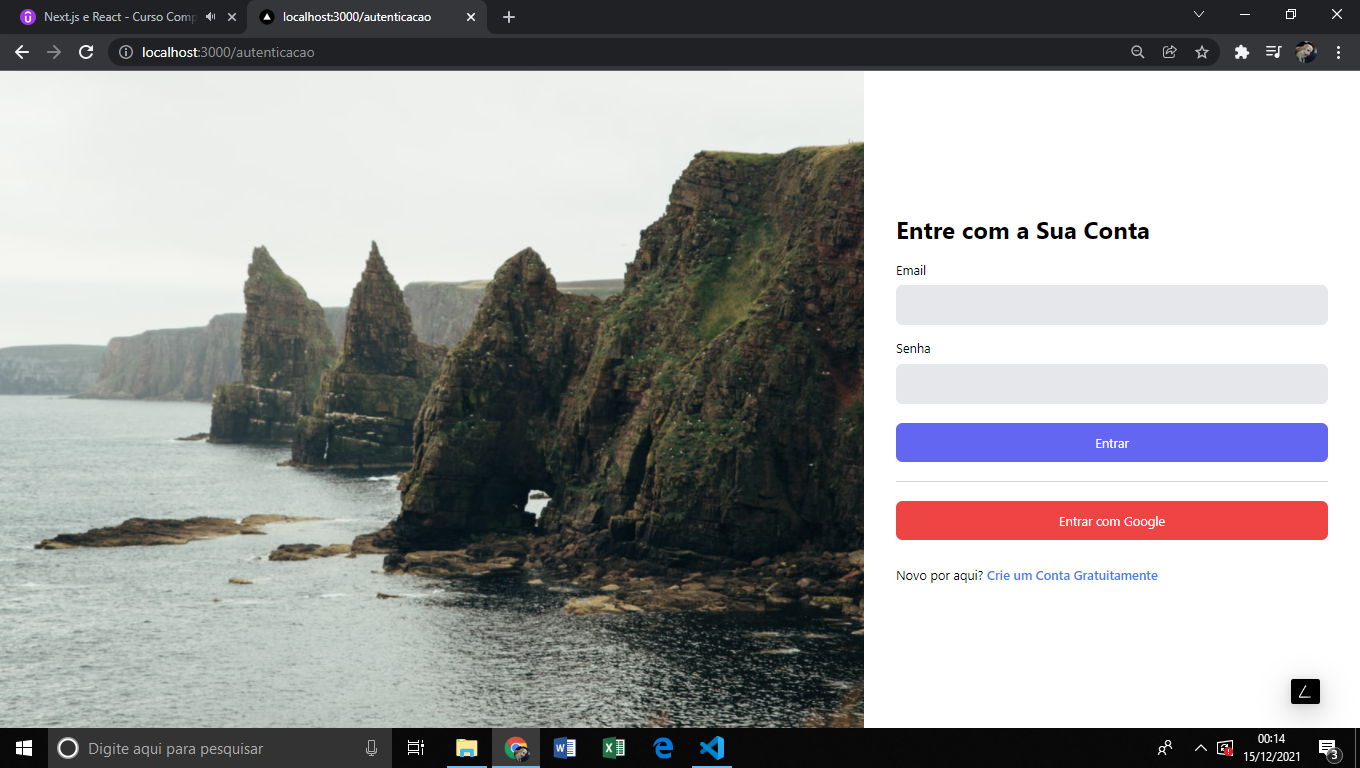 Next.js e React - Curso Comp
localhost:3000/autenticacao
localhost:3000/autenticacao
Entre com a Sua Conta
Email
Senha
Entrar
Entrar com Google
Novo por aqui? Crie um Conta Gratuitamente
Digite aqui para pesquisar
00:14
15/12/2021
3